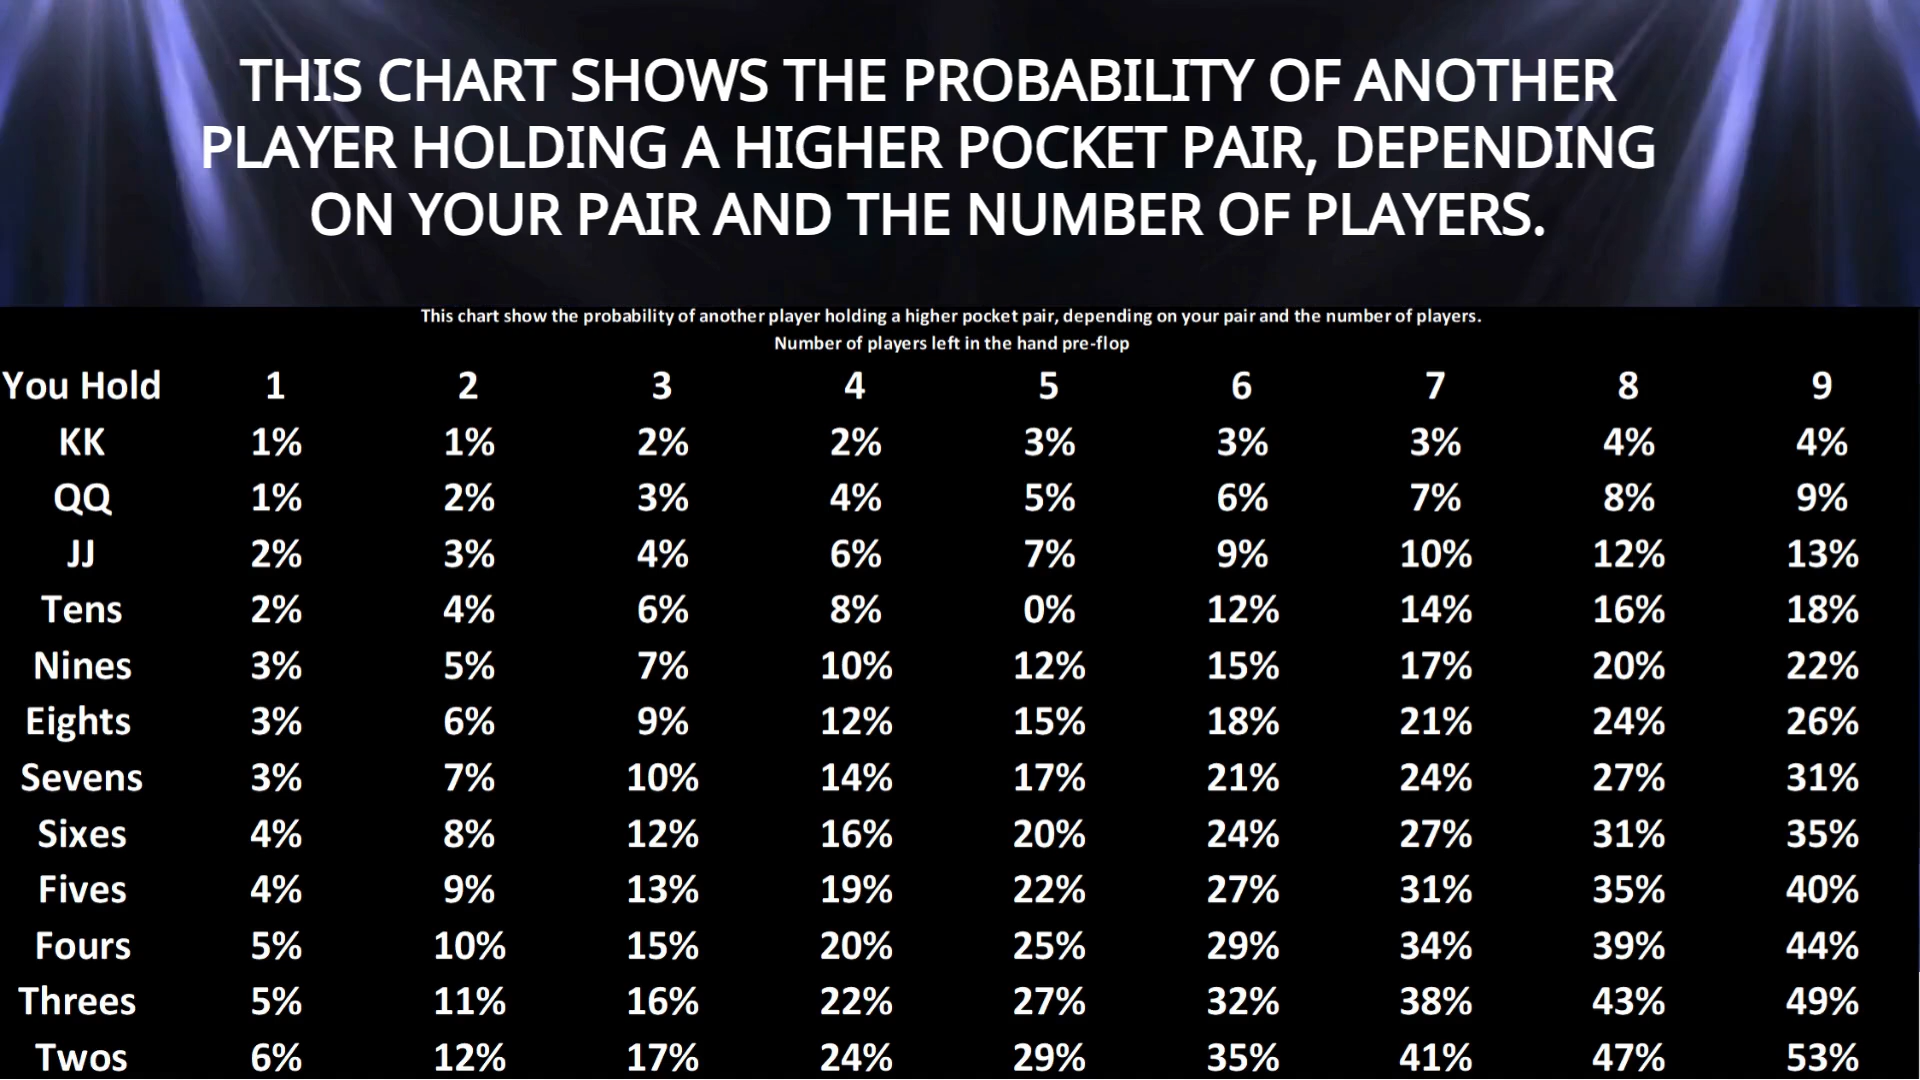 THIS CHART SHOWS THE PROBABILITY OF ANOTHER
PLAYER HOLDING A HIGHER POCKET PAIR, DEPENDING
ON YOUR PAIR AND THE NUMBER OF PLAYERS.
This chart show the probability of another player holding a higher pocket pair, depending on your pair and the number of players.
Number of players left in the hand pre-flop
You Hold 1 2 3 4 5 6 7 8 9
KK 1% 1% 2% 2% 3% 3% 3% 4% 4%
QQ 1% 2% 3% 4% 5% 6% 7% 8% 9%
JJ 2% 3% 4% 6% 7% 9% 10% 12% 13%
Tens 2% 4% 6% 8% 0% 12% 14% 16% 18%
Nines 3% 5% 7% 10% 12% 15% 17% 20% 22%
Eights 3% 6% 9% 12% 15% 18% 21% 24% 26%
Sevens 3% 7% 10% 14% 17% 21% 24% 27% 31%
Sixes 4% 8% 12% 16% 20% 24% 27% 31% 35%
Fives 4% 9% 13% 19% 22% 27% 31% 35% 40%
Fours 5% 10% 15% 20% 25% 29% 34% 39% 44%
Threes 5% 11% 16% 22% 27% 32% 38% 43% 49%
Twos 6% 12% 17% 24% 29% 35% 41% 47% 53%